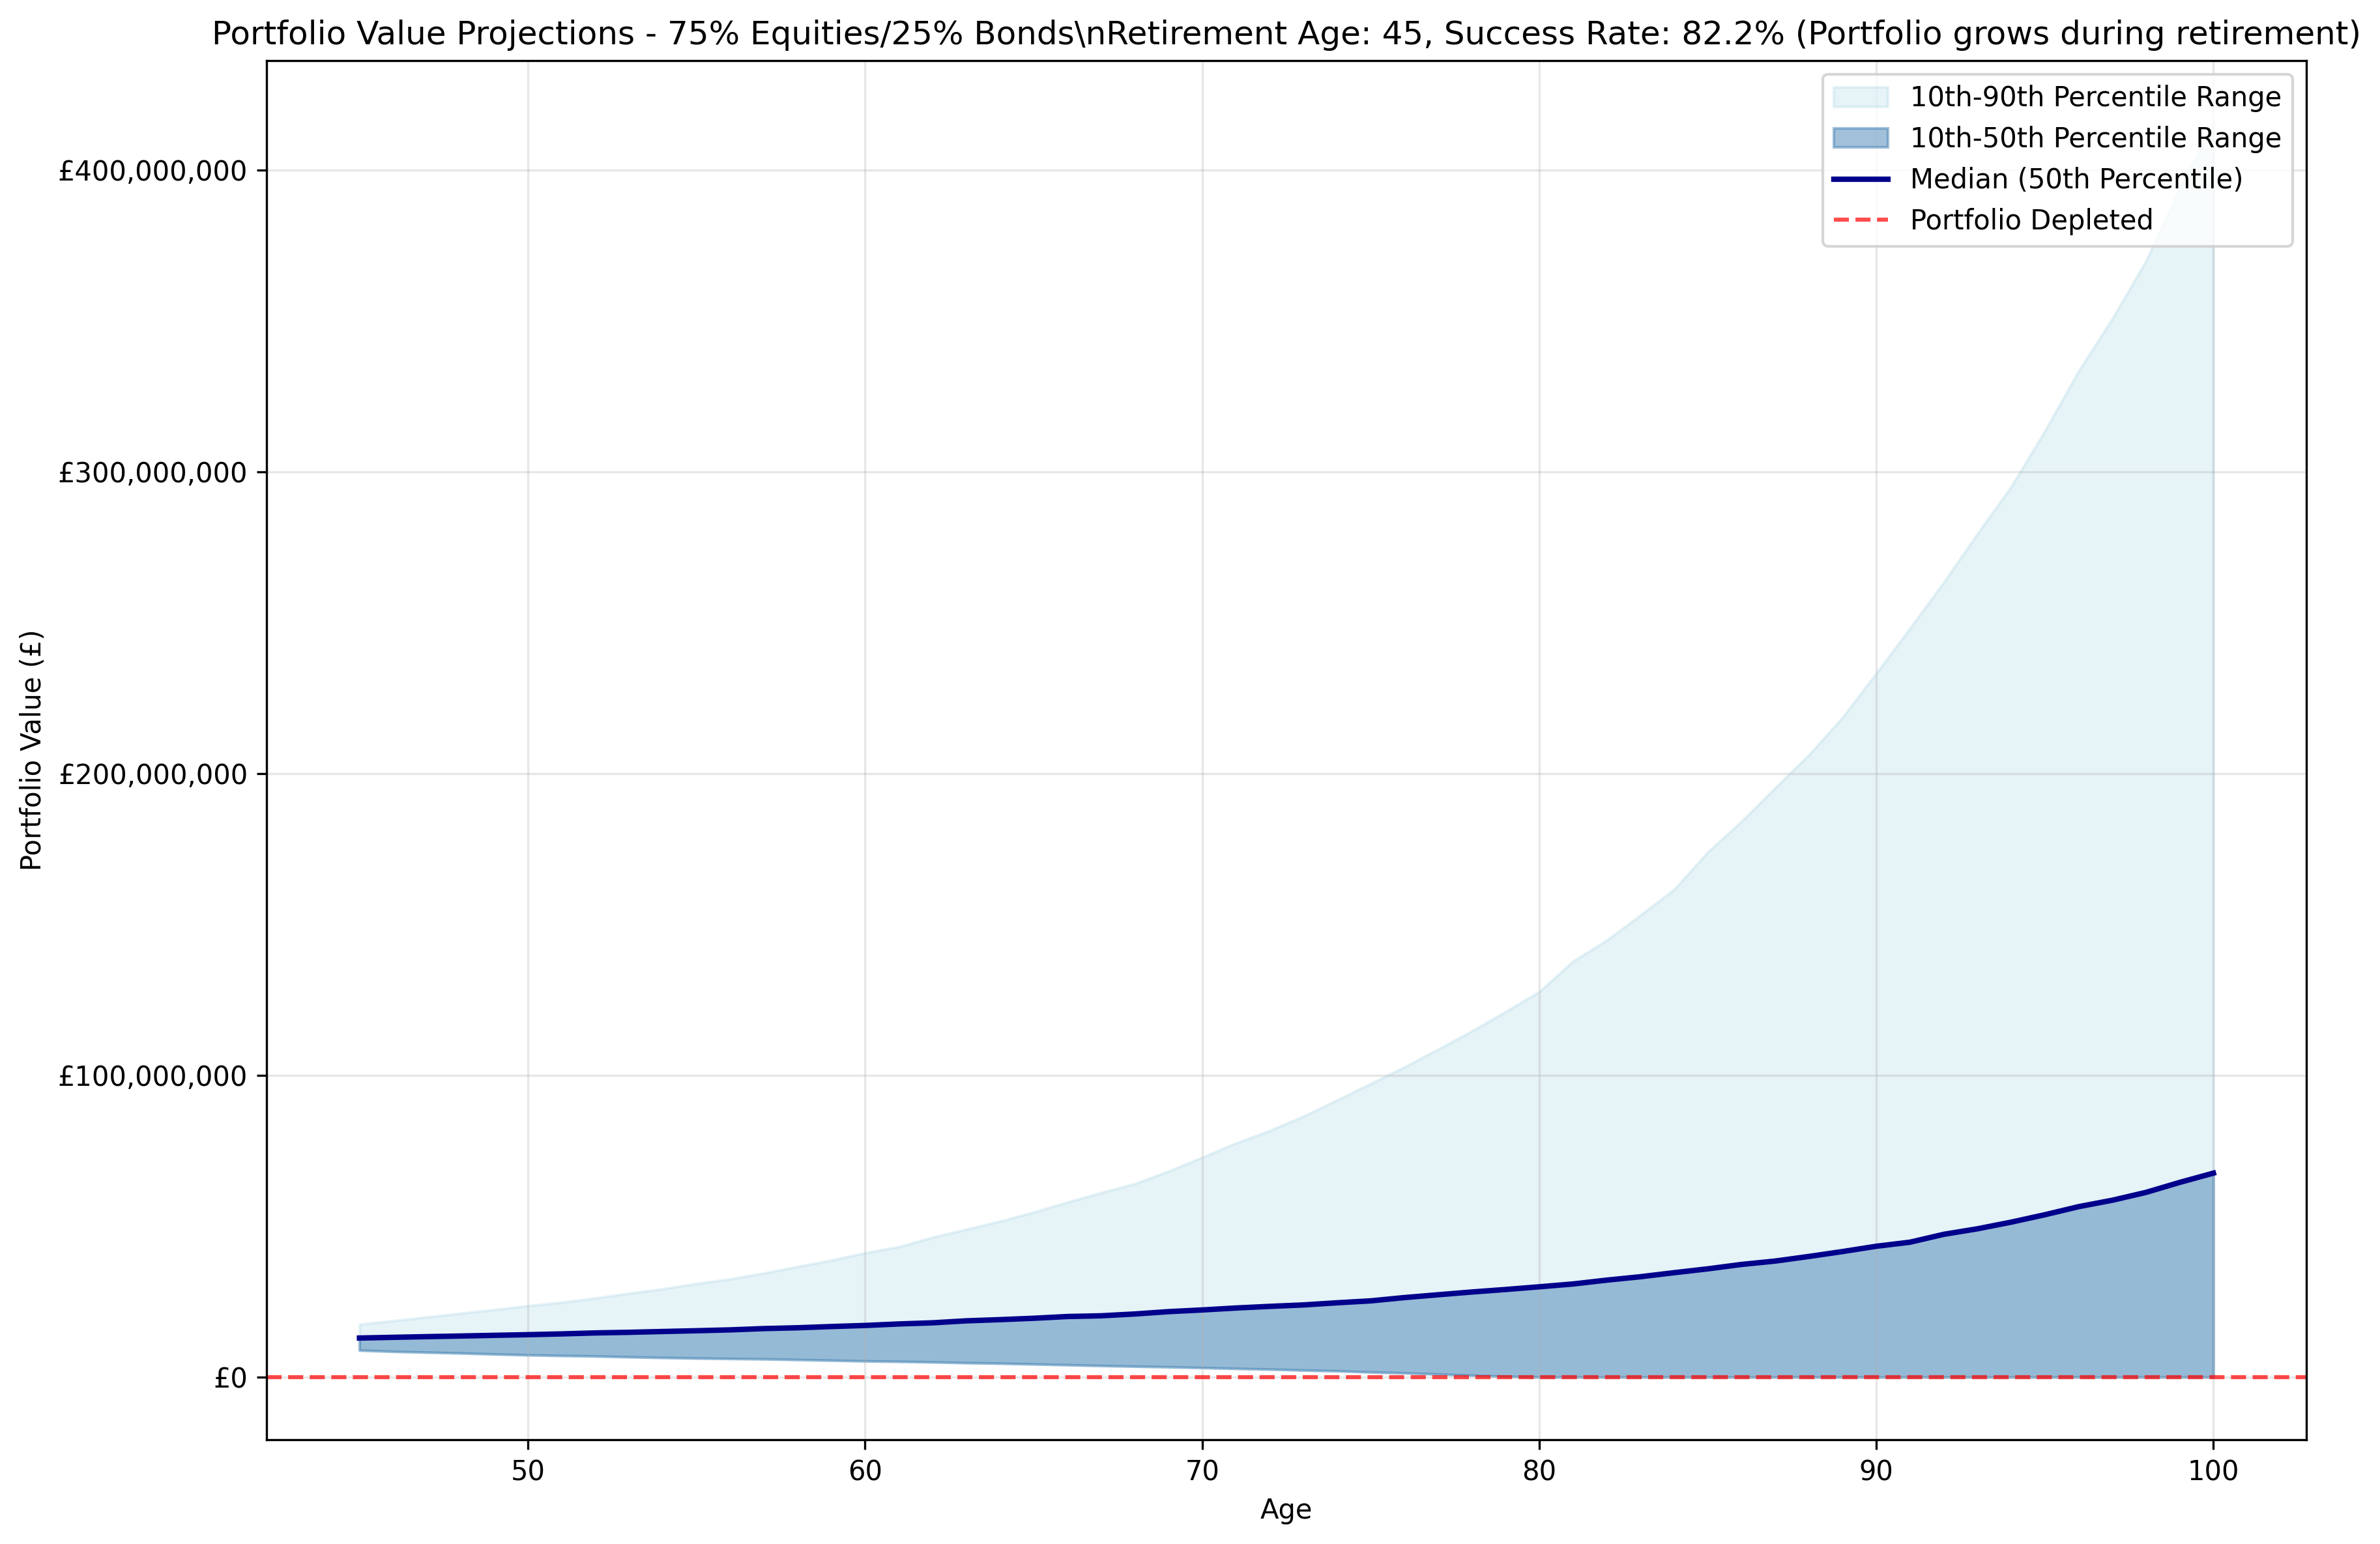 Portfolio Value Projections - 75% Equities/25% Bonds\nRetirement Age: 45, Success Rate: 82.2% (Portfolio grows during retirement)
10th-90th Percentile Range
10th-50th Percentile Range
Median (50th Percentile)
Portfolio Depleted
£400,000,000
£300,000,000
£200,000,000
£100,000,000
£0
Portfolio Value (£)
50 60 70 80 90 100
Age